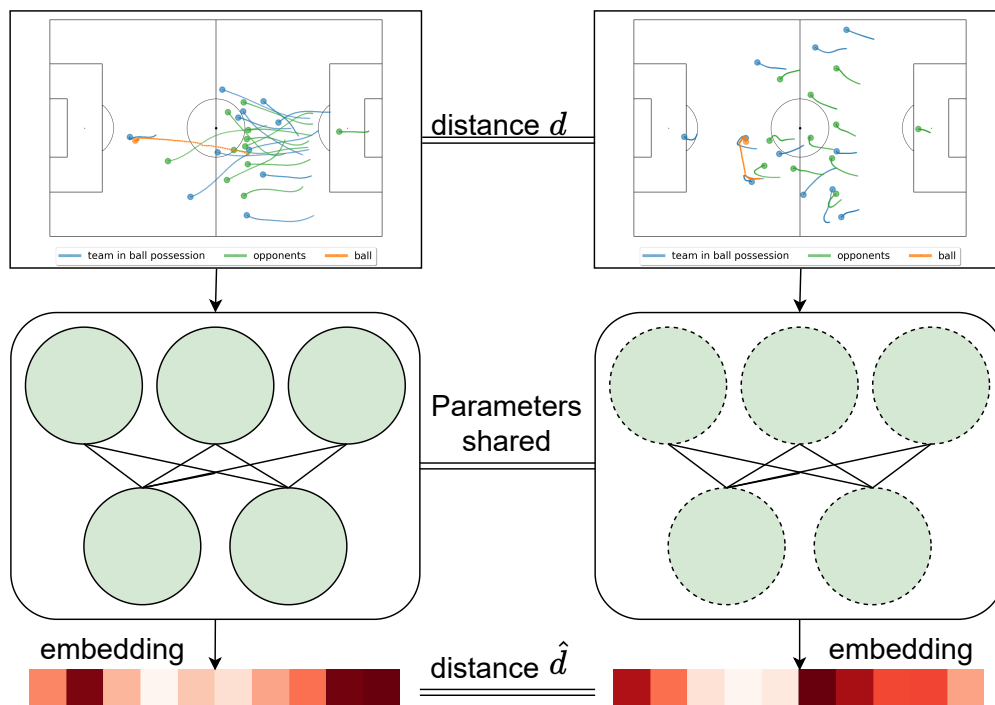 distance d
team in ball possession opponents ball
team in ball possession opponents ball
Parameters
shared
embedding
distance d̂
embedding